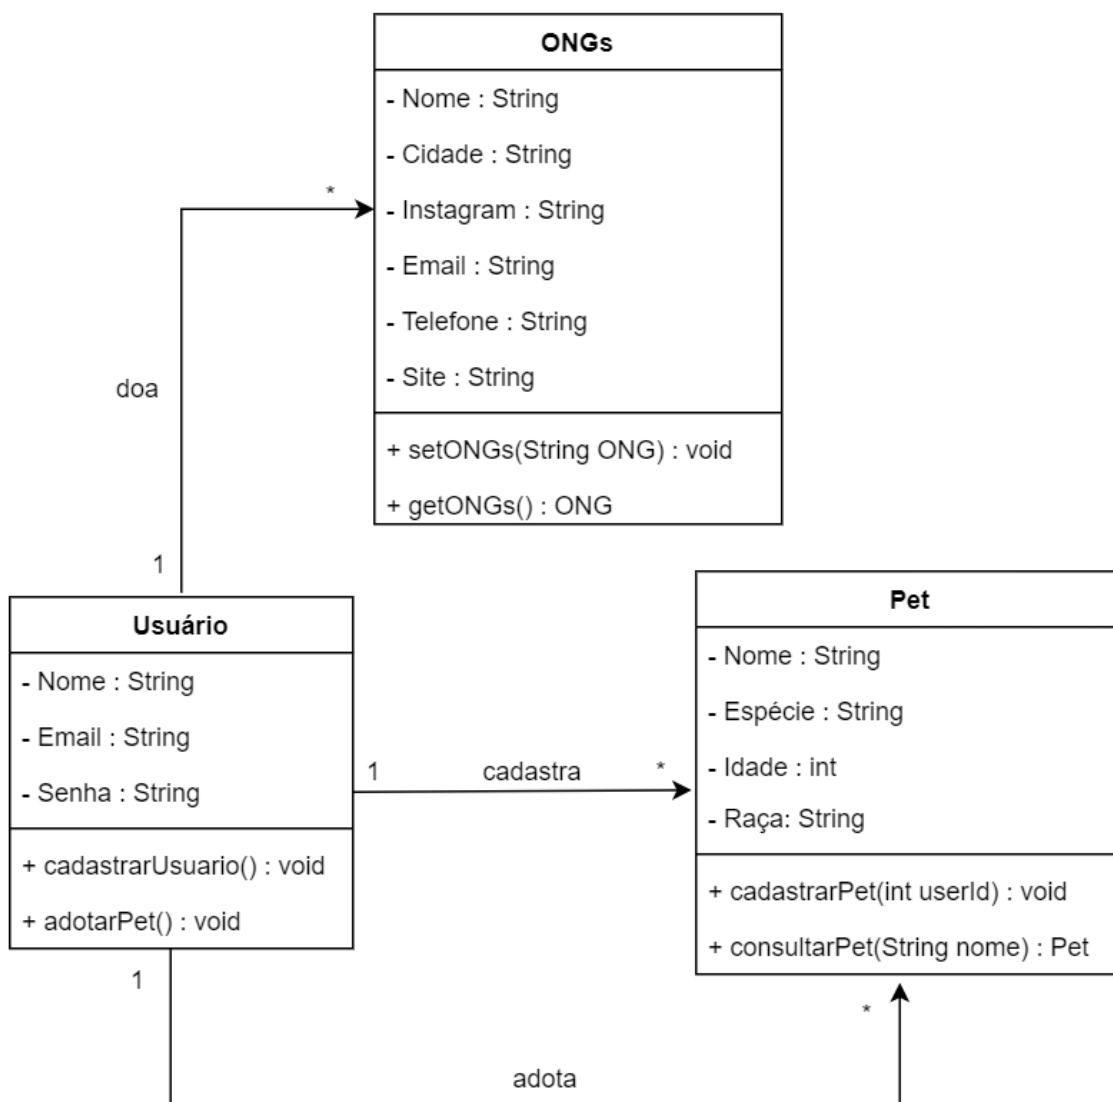 ONGs
- Nome : String
- Cidade : String
- Instagram : String
- Email : String
- Telefone : String
- Site : String
+ setONGs(String ONG) : void
+ getONGs() : ONG
*
doa
1
Usuário
- Nome : String
- Email : String
- Senha : String
+ cadastrarUsuario() : void
+ adotarPet() : void
1
cadastra
*
Pet
- Nome : String
- Espécie : String
- Idade : int
- Raça: String
+ cadastrarPet(int userId) : void
+ consultarPet(String nome) : Pet
1
*
adota